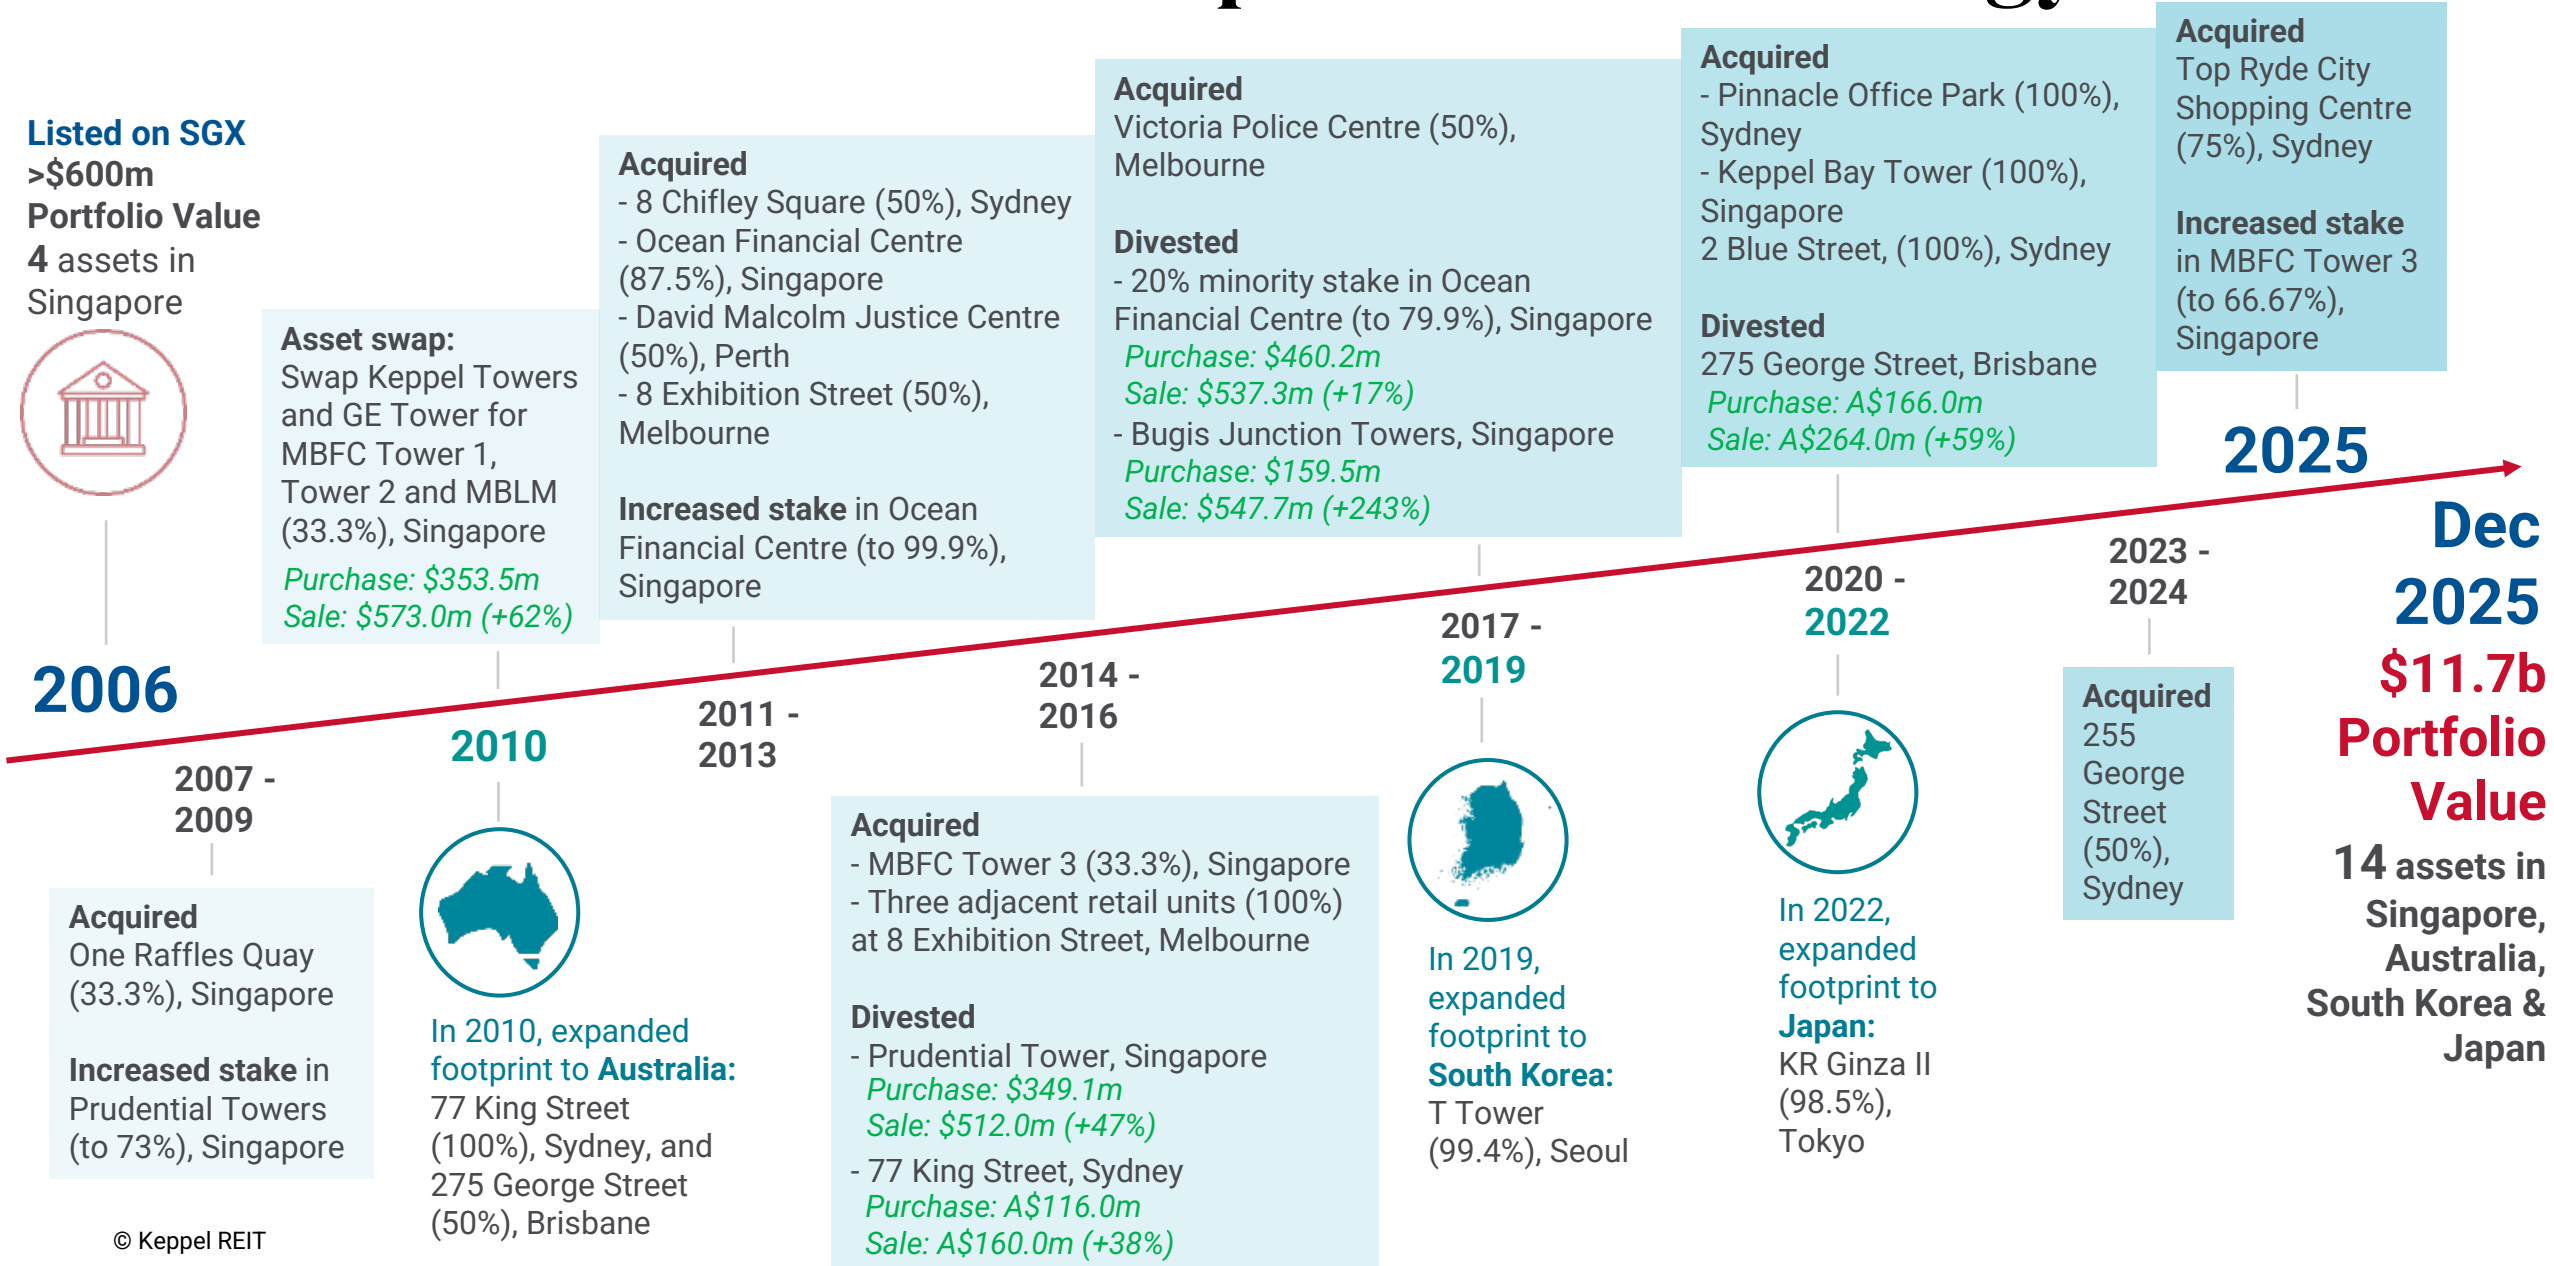 Listed on SGX
>$600m
Portfolio Value
4 assets in
Singapore
2006
2007 -
2009
Acquired
One Raffles Quay
(33.3%), Singapore
Increased stake in
Prudential Towers
(to 73%), Singapore
Asset swap:
Swap Keppel Towers
and GE Tower for
MBFC Tower 1,
Tower 2 and MBLM
(33.3%), Singapore
Purchase: $353.5m
Sale: $573.0m (+62%)
2010
In 2010, expanded
footprint to Australia:
77 King Street
(100%), Sydney, and
275 George Street
(50%), Brisbane
Acquired
- 8 Chifley Square (50%), Sydney
- Ocean Financial Centre
(87.5%), Singapore
- David Malcolm Justice Centre
(50%), Perth
- 8 Exhibition Street (50%),
Melbourne
Increased stake in Ocean
Financial Centre (to 99.9%),
Singapore
2011 -
2013
2014 -
2016
Acquired
- MBFC Tower 3 (33.3%), Singapore
- Three adjacent retail units (100%)
at 8 Exhibition Street, Melbourne
Divested
- Prudential Tower, Singapore
Purchase: $349.1m
Sale: $512.0m (+47%)
- 77 King Street, Sydney
Purchase: A$116.0m
Sale: A$160.0m (+38%)
Acquired
Victoria Police Centre (50%),
Melbourne
Divested
- 20% minority stake in Ocean
Financial Centre (to 79.9%), Singapore
Purchase: $460.2m
Sale: $537.3m (+17%)
- Bugis Junction Towers, Singapore
Purchase: $159.5m
Sale: $547.7m (+243%)
2017 -
2019
In 2019,
expanded
footprint to
South Korea:
T Tower
(99.4%), Seoul
Acquired
- Pinnacle Office Park (100%),
Sydney
- Keppel Bay Tower (100%),
Singapore
2 Blue Street, (100%), Sydney
Divested
275 George Street, Brisbane
Purchase: A$166.0m
Sale: A$264.0m (+59%)
2020 -
2022
In 2022,
expanded
footprint to
Japan:
KR Ginza II
(98.5%),
Tokyo
2023 -
2024
Acquired
255
George
Street
(50%),
Sydney
Acquired
Top Ryde City
Shopping Centre
(75%), Sydney
Increased stake
in MBFC Tower 3
(to 66.67%),
Singapore
2025
Dec
2025
$11.7b
Portfolio
Value
14 assets in
Singapore,
Australia,
South Korea &
Japan
© Keppel REIT